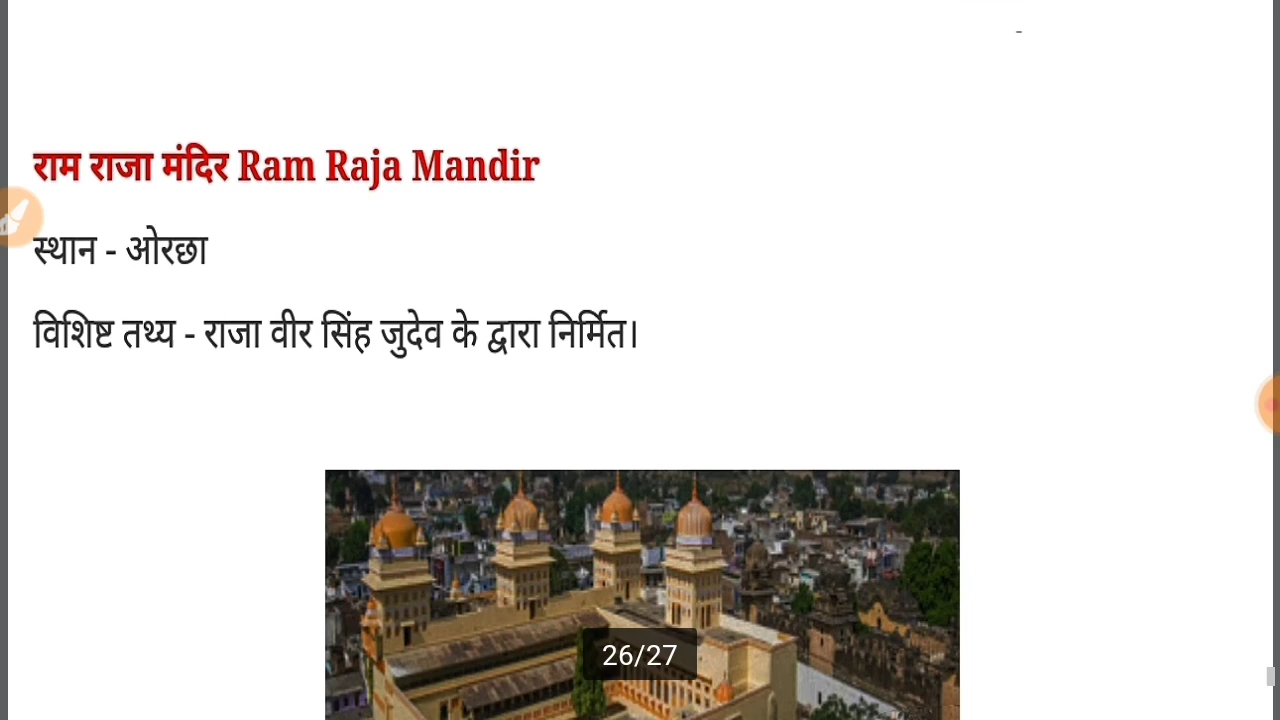 राम राजा मंदिर Ram Raja Mandir
स्थान - ओरछा
विशिष्ट तथ्य - राजा वीर सिंह जुदेव के द्वारा निर्मित।
26/27